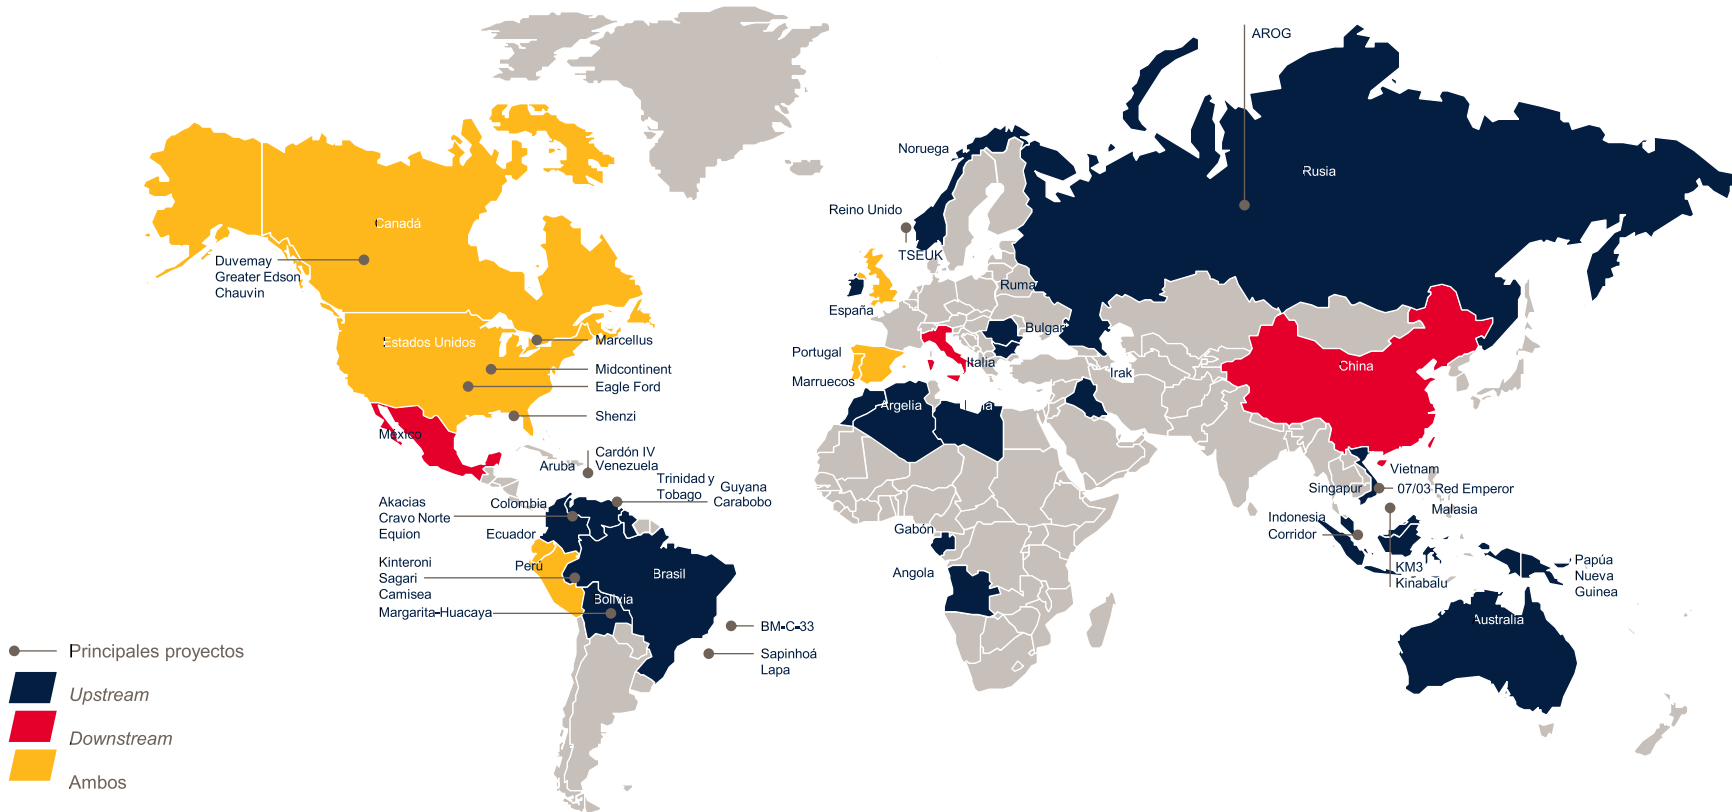 AROG
Noruega
Rusia
Reino Unido
TSEUK
Canadá
Duvernay
Greater Edson
Chauvin
Ruma
España
Bulgar
Estados Unidos
Marcellus
Portugal
Italia
Irak
China
Midcontinent
Marruecos
Eagle Ford
Argelia
Shenzi
México
Cardón IV
Aruba
Venezuela
Trinidad y
Tobago
Guyana
Carabobo
Vietnam
Singapur
07/03 Red Emperor
Malasia
Akacias
Cravo Norte
Equion
Colombia
Ecuador
Gabón
Indonesia
Corridor
Kinteroni
Sagari
Camisea
Perú
Brasil
Angola
KM3
Kinabalu
Papúa
Nueva
Guinea
Bolivia
Margarita-Huacaya
BM-C-33
Australia
Sapinhoá
Lapa
Principales proyectos
Upstream
Downstream
Ambos